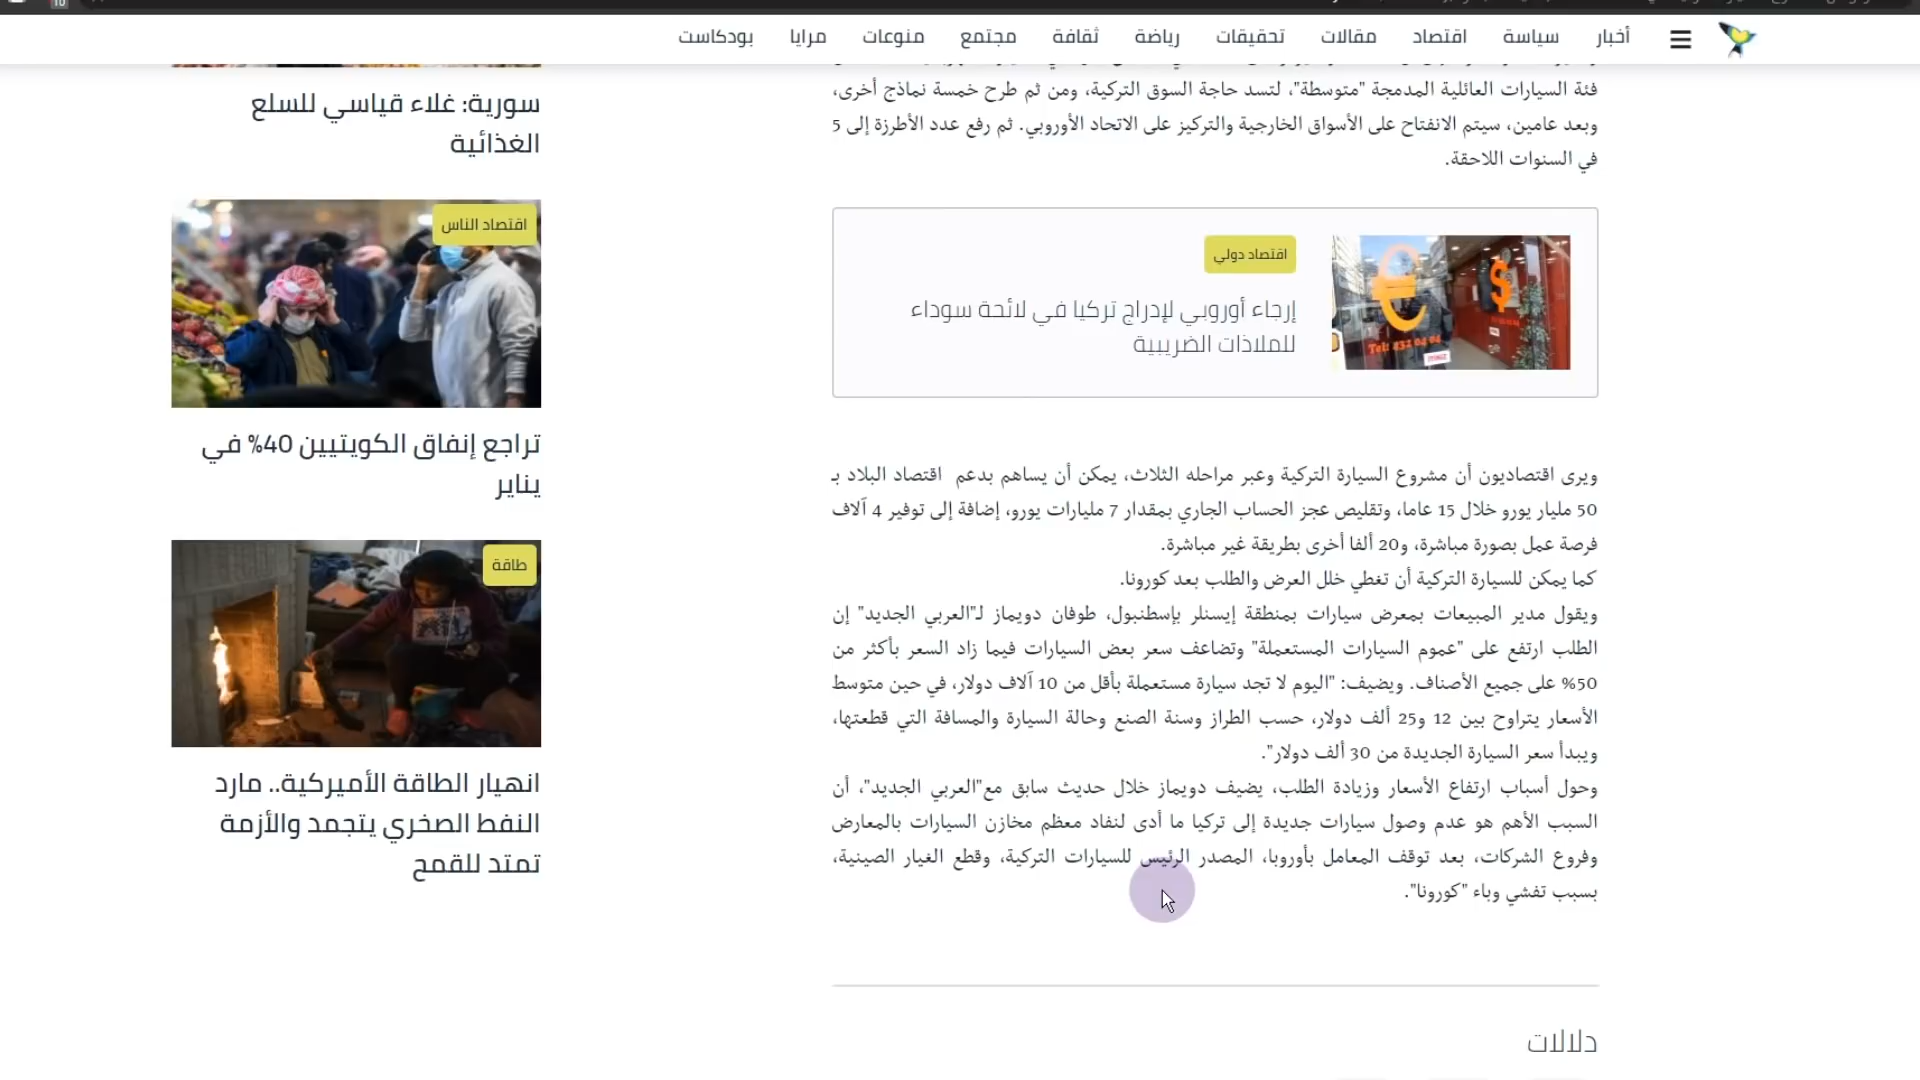 أخبار
سياسة
اقتصاد
مقالات
تحقيقات
رياضة
ثقافة
مجتمع
منوعات
مرايا
بودكاست
فئة السيارات العائلية المدمجة "متوسطة"، لتسد حاجة السوق التركية، ومن ثم طرح خمسة نماذج أخرى،
وبعد عامين، سيتم الانفتاح على الأسواق الخارجية والتركيز على الاتحاد الأوروبي. ثم رفع عدد الأطرزة إلى 5
في السنوات اللاحقة.
اقتصاد دولي
إرجاء أوروبي لإدراج تركيا في لائحة سوداء
للملاذات الضريبية
Tel: 432 04 04
ويرى اقتصاديون أن مشروع السيارة التركية وعبر مراحله الثلاث، يمكن أن يساهم بدعم اقتصاد البلاد بـ
50 مليار يورو خلال 15 عاما، وتقليص عجز الحساب الجاري بمقدار 7 مليارات يورو، إضافة إلى توفير 4 آلاف
فرصة عمل بصورة مباشرة، و20 ألفا أخرى بطريقة غير مباشرة.
كما يمكن للسيارة التركية أن تغطي خلل العرض والطلب بعد كورونا.
ويقول مدير المبيعات بمعرض سيارات بمنطقة إيسنلر بإسطنبول، طوفان دويماز لـ"العربي الجديد" إن
الطلب ارتفع على "عموم السيارات المستعملة" وتضاعف سعر بعض السيارات فيما زاد السعر بأكثر من
50% على جميع الأصناف. ويضيف: "اليوم لا تجد سيارة مستعملة بأقل من 10 آلاف دولار، في حين متوسط
الأسعار يتراوح بين 12 و25 ألف دولار، حسب الطراز وسنة الصنع وحالة السيارة والمسافة التي قطعتها،
ويبدأ سعر السيارة الجديدة من 30 ألف دولار".
وحول أسباب ارتفاع الأسعار وزيادة الطلب، يضيف دويماز خلال حديث سابق مع"العربي الجديد"، أن
السبب الأهم هو عدم وصول سيارات جديدة إلى تركيا ما أدى لنفاد معظم مخازن السيارات بالمعارض
وفروع الشركات، بعد توقف المعامل بأوروبا، المصدر الرئيس للسيارات التركية، وقطع الغيار الصينية،
بسبب تفشي وباء "كورونا".
دلالات
سورية: غلاء قياسي للسلع
الغذائية
اقتصاد الناس
تراجع إنفاق الكويتيين 40% في
يناير
طاقة
انهيار الطاقة الأميركية.. مارد
النفط الصخري يتجمد والأزمة
تمتد للقمح